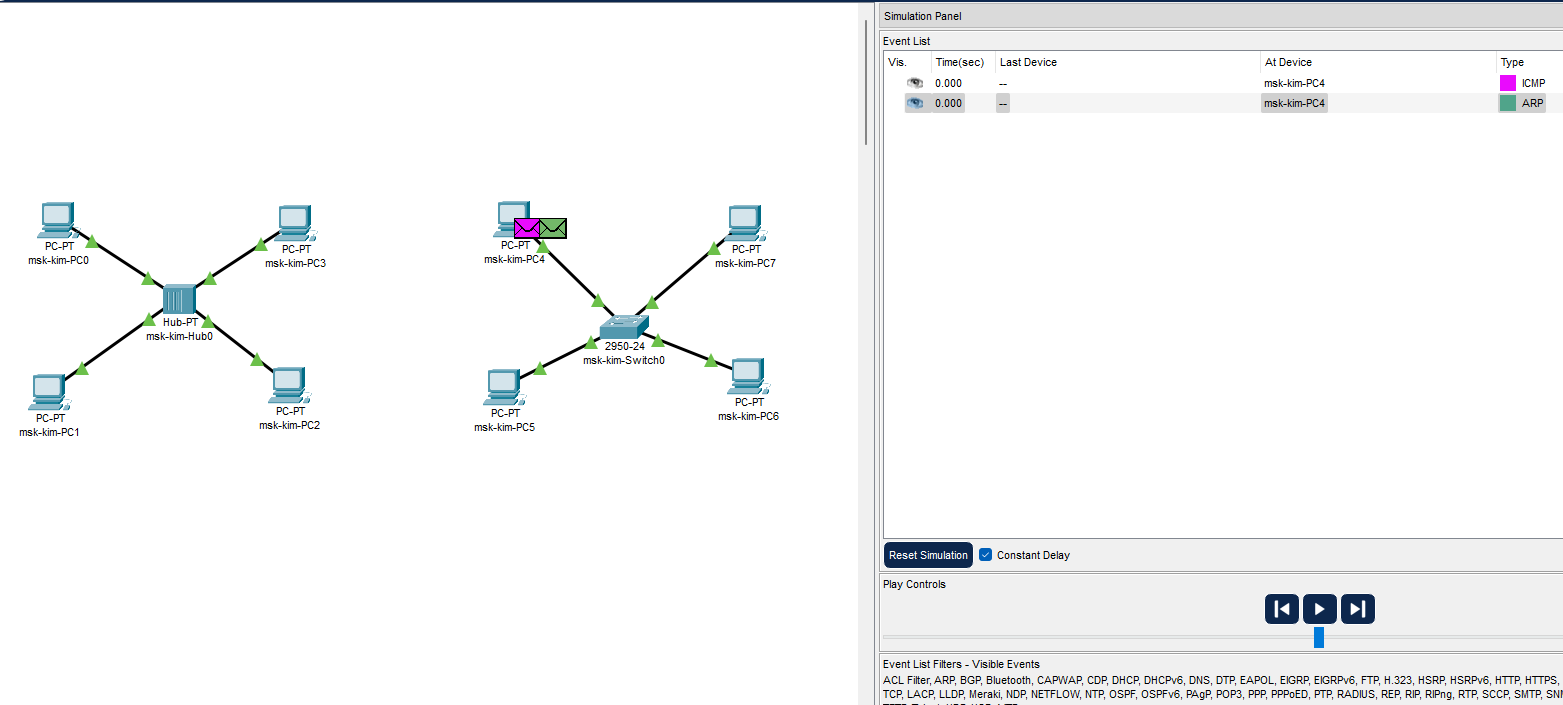 Simulation Panel
Event List
Vis. Time(sec) Last Device At Device Type
0.000 -- msk-kim-PC4 ICMP
0.000 -- msk-kim-PC4 ARP
PC-PT
msk-kim-PC0
PC-PT
msk-kim-PC3
Hub-PT
msk-kim-Hub0
PC-PT
msk-kim-PC1
PC-PT
msk-kim-PC2
PC-PT
msk-kim-PC4
PC-PT
msk-kim-PC7
2950-24
msk-kim-Switch0
PC-PT
msk-kim-PC5
PC-PT
msk-kim-PC6
Reset Simulation Constant Delay
Play Controls
Event List Filters - Visible Events
ACL Filter, ARP, BGP, Bluetooth, CAPWAP, CDP, DHCP, DHCPv6, DNS, DTP, EAPOL, EIGRP, EIGRPv6, FTP, H.323, HSRP, HSRPv6, HTTP, HTTPS,
TCP, LACP, LLDP, Meraki, NDP, NETFLOW, NTP, OSPF, OSPFv6, PAgP, POP3, PPP, PPPoED, PTP, RADIUS, REP, RIP, RIPng, RTP, SCCP, SMTP,